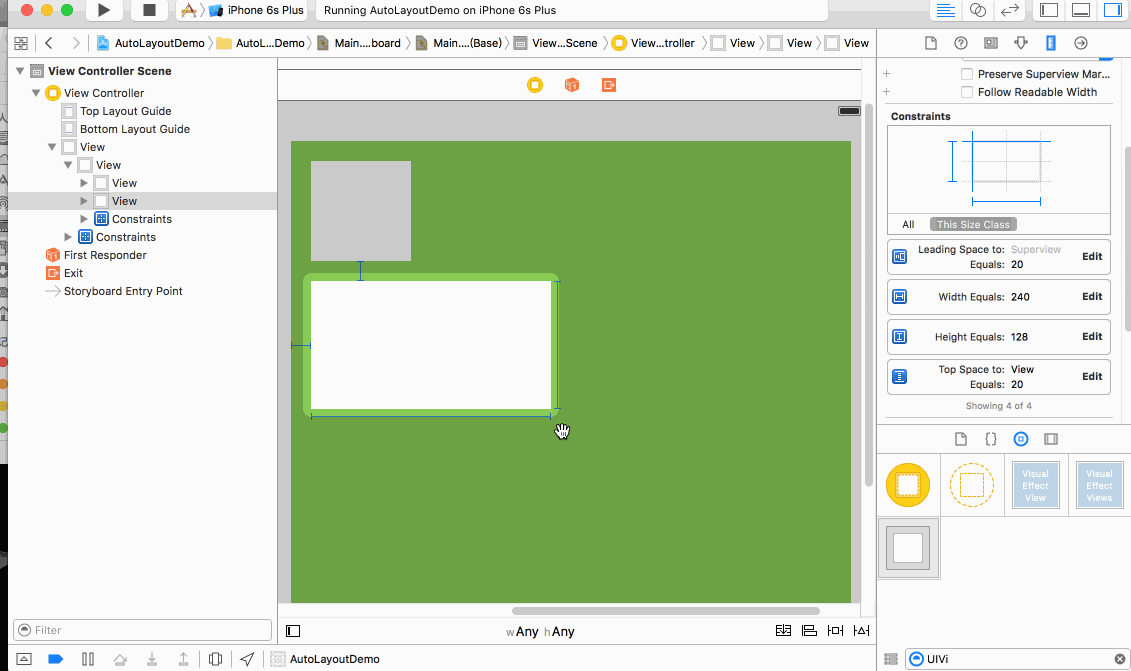 iPhone 6s Plus
Running AutoLayoutDemo on iPhone 6s Plus
AutoLayoutDemo
AutoL...Demo
Main....board
Main....(Base)
View...Scene
View...troller
View
View
View
View Controller Scene
View Controller
Top Layout Guide
Bottom Layout Guide
View
View
View
View
Constraints
Constraints
First Responder
Exit
Storyboard Entry Point
Filter
wAny hAny
AutoLayoutDemo
Preserve Superview Mar...
Follow Readable Width
Constraints
All
This Size Class
Leading Space to: Superview
Equals: 20
Edit
Width Equals: 240
Edit
Height Equals: 128
Edit
Top Space to: View
Equals: 20
Edit
Showing 4 of 4
Visual
Effect
View
Visual
Effect
Views
UIVi